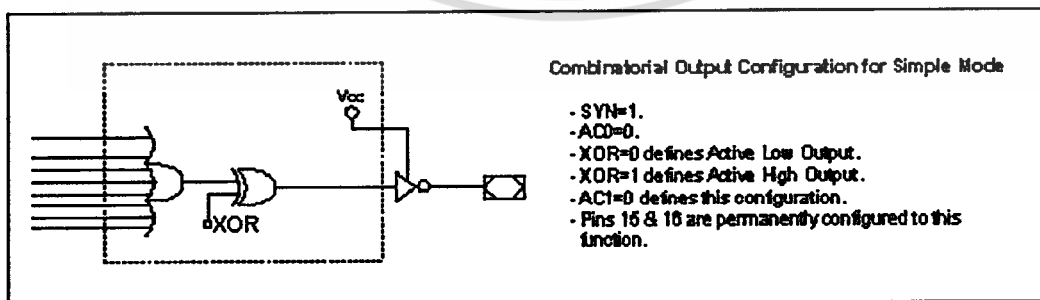 Combinatorial Output Configuration for Simple Mode
Vcc
- SYN=1.
- AC0=0.
- XOR=0 defines Active Low Output.
- XOR=1 defines Active High Output.
- AC1=0 defines this configuration.
- Pins 15 & 16 are permanently configured to this
function.
XOR